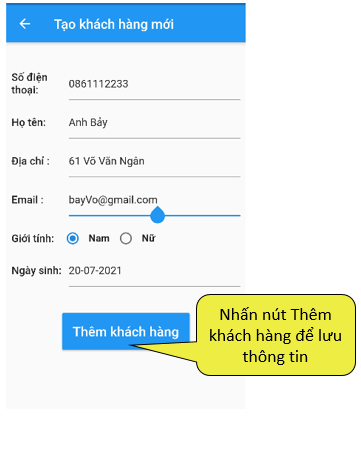 Tạo khách hàng mới
Số điện
thoại:
0861112233
Họ tên:
Anh Bảy
Địa chỉ :
61 Võ Văn Ngân
Email :
bayVo@gmail.com
Giới tính:
Nam
Nữ
Ngày sinh:
20-07-2021
Thêm khách hàng
Nhấn nút Thêm
khách hàng để lưu
thông tin